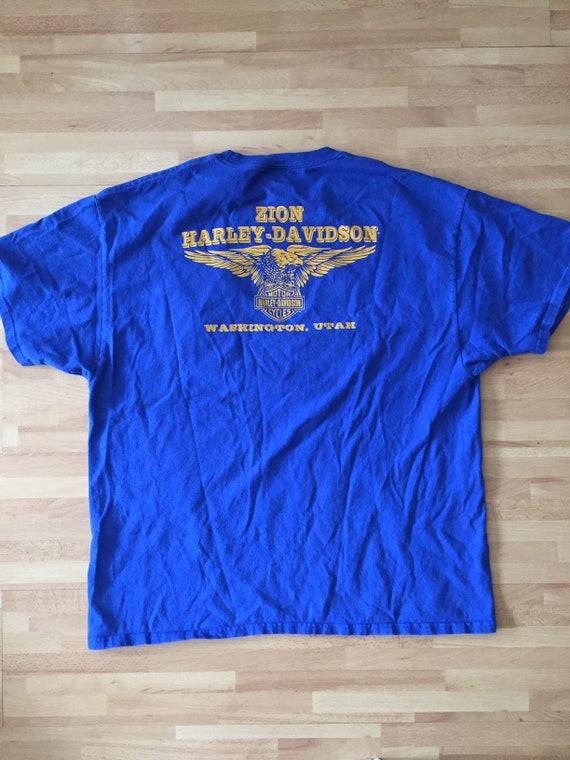 ZION
HARLEY-DAVIDSON
MOTOR
HARLEY-DAVIDSON
CYCLES
WASHINGTON, UTAH